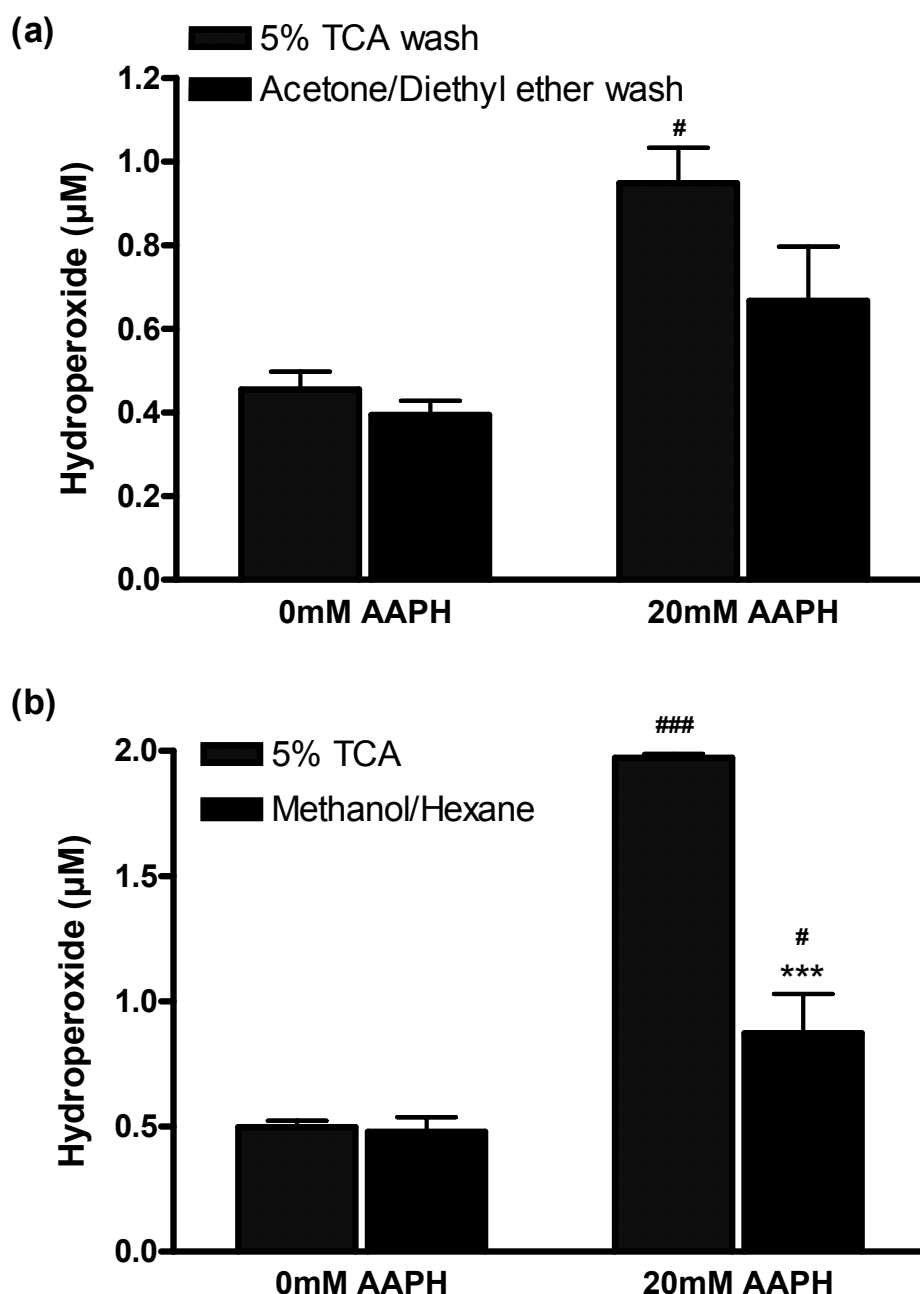 (a)
5% TCA wash
Acetone/Diethyl ether wash
Hydroperoxide (µM)
1.2
1.0
0.8
0.6
0.4
0.2
0.0
#
0mM AAPH
20mM AAPH
(b)
5% TCA
Methanol/Hexane
Hydroperoxide (µM)
2.0
1.5
1.0
0.5
0.0
###
#
***
0mM AAPH
20mM AAPH